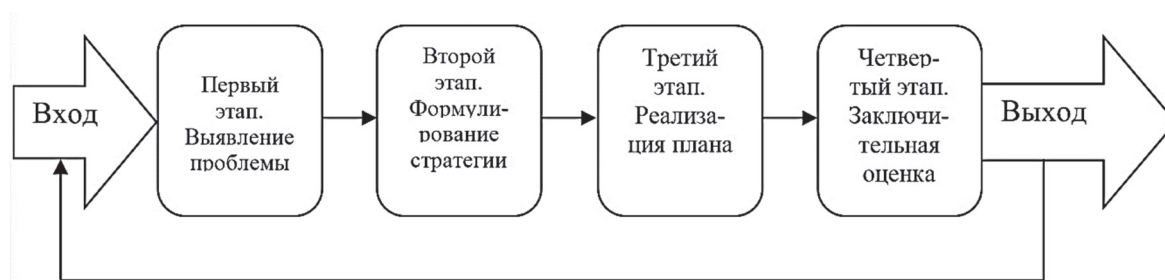 Вход
Первый
этап.
Выявление
проблемы
Второй
этап.
Формули-
рование
стратегии
Третий
этап.
Реализа-
ция плана
Четвер-
тый этап.
Заключи-
тельная
оценка
Выход